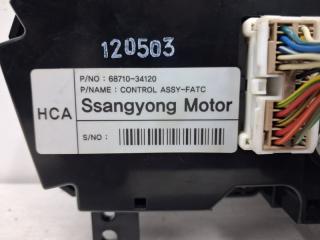 120503
P/NO : 68710-34120
P/NAME : CONTROL ASSY-FATC
HCA
Ssangyong Motor
S/NO :